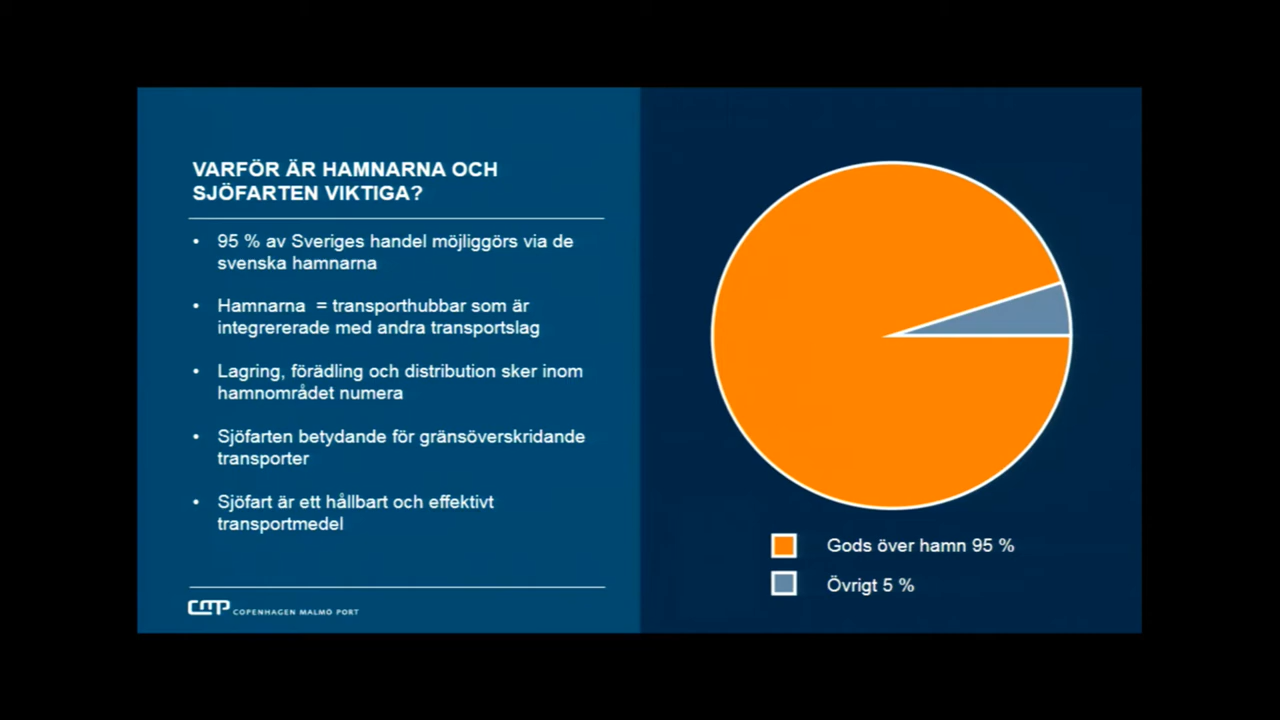 VARFÖR ÄR HAMNARNA OCH
SJÖFARTEN VIKTIGA?
• 95 % av Sveriges handel möjliggörs via de
svenska hamnarna
• Hamnarna = transporthubbar som är
integrererade med andra transportslag
• Lagring, förädling och distribution sker inom
hamnområdet numera
• Sjöfarten betydande för gränsöverskridande
transporter
• Sjöfart är ett hållbart och effektivt
transportmedel
CMP COPENHAGEN MALMÖ PORT
Gods över hamn 95 %
Övrigt 5 %